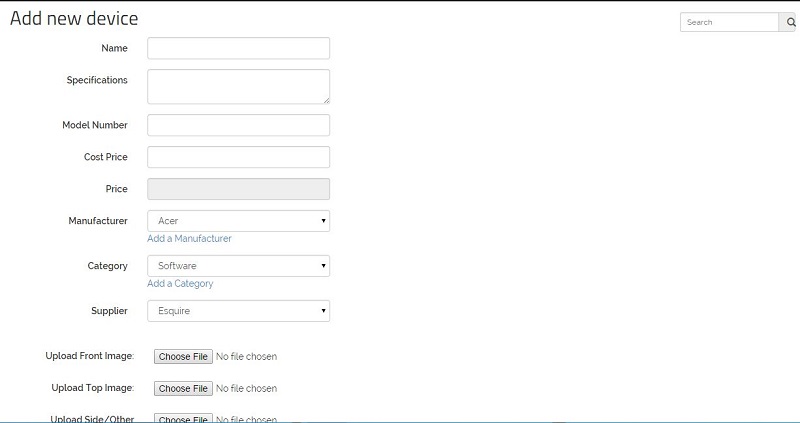 Add new device
Search
Name
Specifications
Model Number
Cost Price
Price
Manufacturer Acer
Add a Manufacturer
Category Software
Add a Category
Supplier Esquire
Upload Front Image: Choose File No file chosen
Upload Top Image: Choose File No file chosen
Upload Side/Other Choose File No file chosen